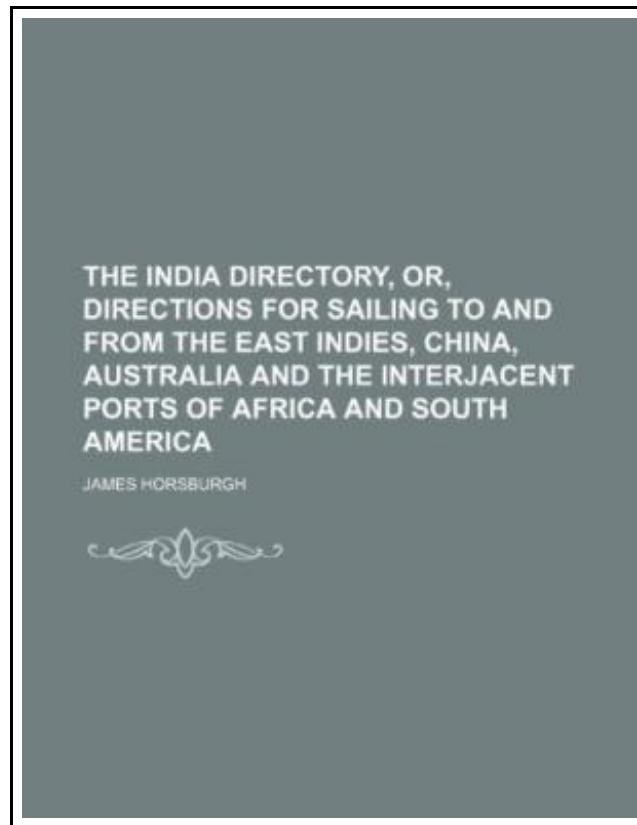 THE INDIA DIRECTORY, OR,
DIRECTIONS FOR SAILING TO AND
FROM THE EAST INDIES, CHINA,
AUSTRALIA AND THE INTERJACENT
PORTS OF AFRICA AND SOUTH
AMERICA
JAMES HORSBURGH